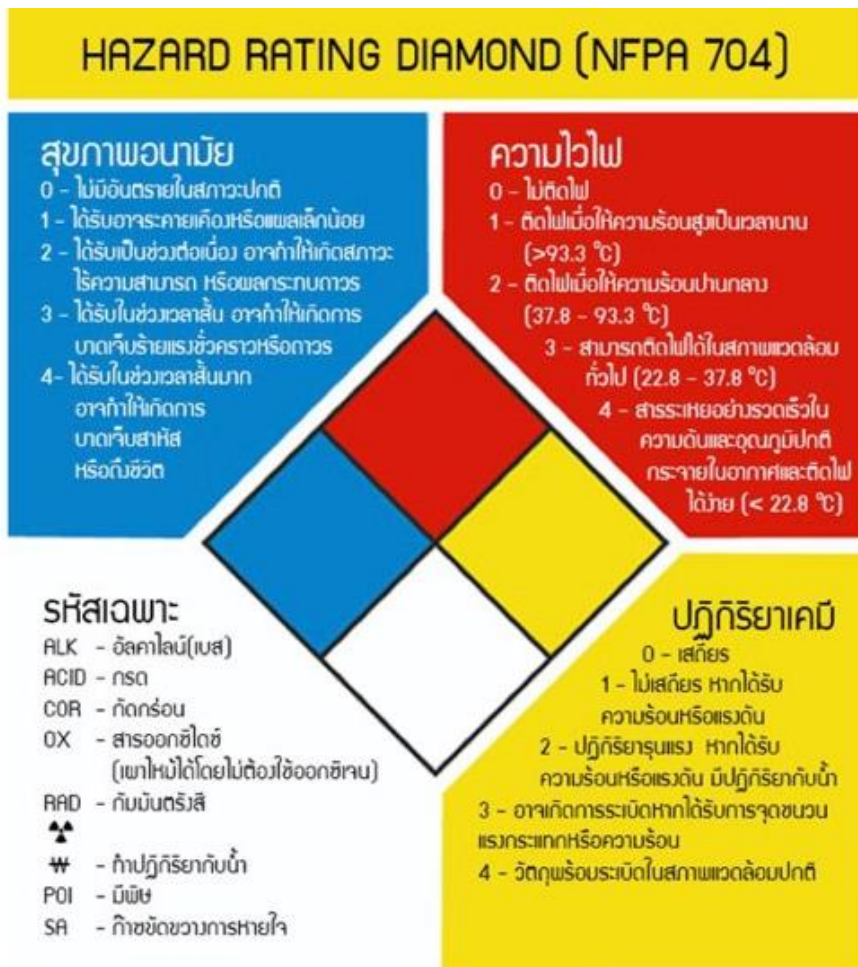 HAZARD RATING DIAMOND (NFPA 704)
สุขภาพอนามัย
0 - ไม่มีอันตรายในสภาวะปกติ
1 - ได้รับอาจระคายเคืองหรือแผลเล็กน้อย
2 - ได้รับเป็นช่วงต่อเนื่อง อาจทำให้เกิดสภาวะ
ไร้ความสามารถ หรือผลกระทบถาวร
3 - ได้รับในช่วงเวลาสั้น อาจทำให้เกิดการ
บาดเจ็บร้ายแรงชั่วคราวหรือถาวร
4- ได้รับในช่วงเวลาสั้นมาก
อาจทำให้เกิดการ
บาดเจ็บสาหัส
หรือถึงชีวิต
ความไวไฟ
0 - ไม่ติดไฟ
1 - ติดไฟเมื่อให้ความร้อนสูงเป็นเวลานาน
(>93.3 °C)
2 - ติดไฟเมื่อให้ความร้อนปานกลาง
(37.8 - 93.3 °C)
3 - สามารถติดไฟได้ในสภาพแวดล้อม
ทั่วไป (22.8 - 37.8 °C)
4 - สารระเหยอย่างรวดเร็วใน
ความดันและอุณภูมิปกติ
กระจายในอากาศและติดไฟ
ได้ง่าย (< 22.8 °C)
รหัสเฉพาะ
ALK - อัลคาไลน์(เบส)
ACID - กรด
COR - กัดกร่อน
OX - สารออกซิไดซ์
(เผาไหม้ได้โดยไม่ต้องใช้ออกซิเจน)
RAD - กัมมันตรังสี
W - ทำปฏิกิริยากับน้ำ
POI - มีพิษ
SA - ก๊าซขัดขวางการหายใจ
ปฏิกิริยาเคมี
0 - เสถียร
1 - ไม่เสถียร หากได้รับ
ความร้อนหรือแรงดัน
2 - ปฏิกิริยารุนแรง หากได้รับ
ความร้อนหรือแรงดัน มีปฏิกิริยากับน้ำ
3 - อาจเกิดการระเบิดหากได้รับการจุดชนวน
แรงกระแทกหรือความร้อน
4 - วัตถุพร้อมระเบิดในสภาพแวดล้อมปกติ